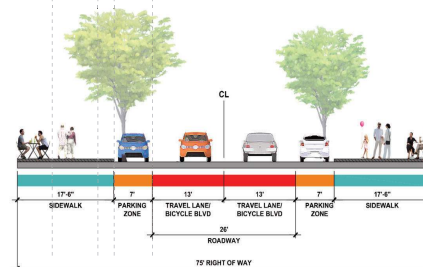 CL
17'-6" 7' 13' 13' 7' 17'-6"
SIDEWALK PARKING ZONE TRAVEL LANE/ BICYCLE BLVD TRAVEL LANE/ BICYCLE BLVD PARKING ZONE SIDEWALK
26'
ROADWAY
75' RIGHT OF WAY